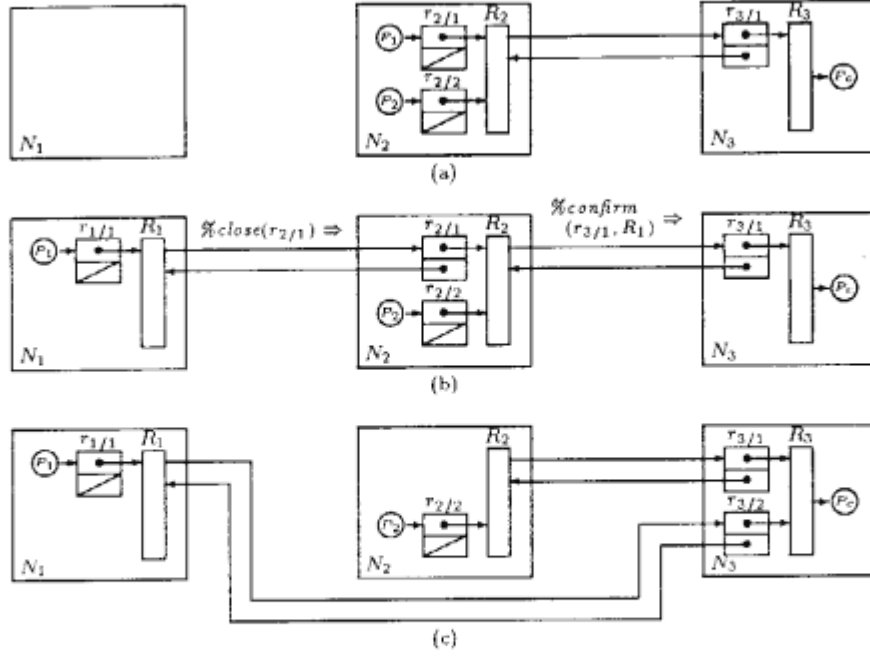 r2/1 R2 r3/1 R3
P1
r2/2
P2 Pc
N1 N2 N3
(a)
%close(r2/1) ⇒ %confirm
(r3/1, R1) ⇒
r1/1 R1 r2/1 R2 r3/1 R3
P1
r2/2
P2 Pc
N1 N2 N3
(b)
r1/1 R1 R2 r3/1 R3
P1
r2/2 r3/2 Pc
P2
N1 N2 N3
(c)